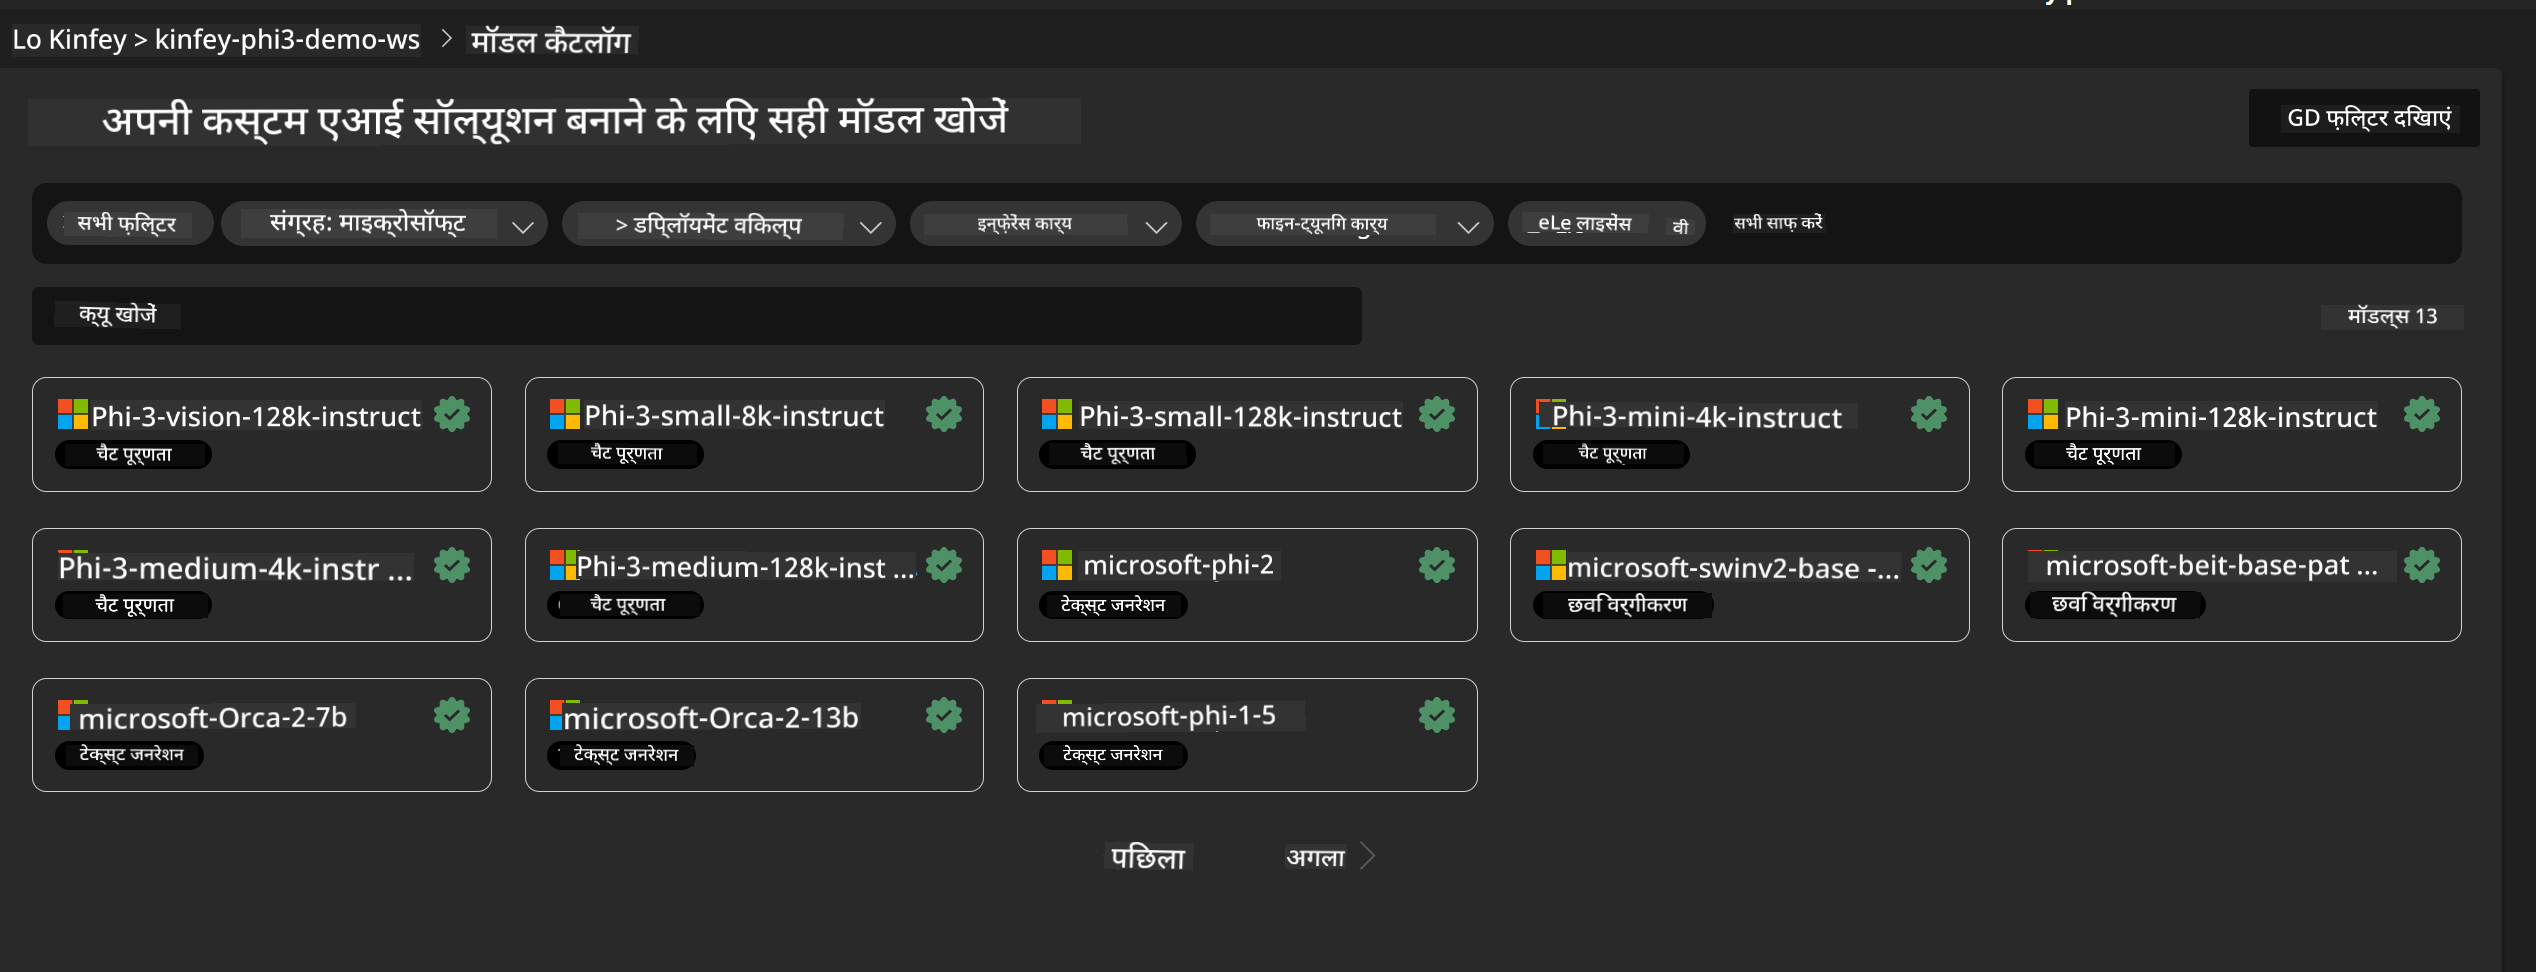 Lo Kinfey > kinfey-phi3-demo-ws > मॉडल कैटलॉग
अपनी कस्टम एआई सॉल्यूशन बनाने के लिए सही मॉडल खोजें
GD फ़िल्टर दिखाएं
सभी फ़िल्टर
संग्रह: माइक्रोसॉफ्ट
> डिप्लॉयमेंट विकल्प
इन्फ़ेरेंस कार्य
फाइन-ट्यूनिंग कार्य
eLe लाइसेंस वी
सभी साफ़ करें
क्यू खोजें
मॉडल्स 13
Phi-3-vision-128k-instruct
चैट पूर्णता
Phi-3-small-8k-instruct
चैट पूर्णता
Phi-3-small-128k-instruct
चैट पूर्णता
Phi-3-mini-4k-instruct
चैट पूर्णता
Phi-3-mini-128k-instruct
चैट पूर्णता
Phi-3-medium-4k-instr ...
चैट पूर्णता
Phi-3-medium-128k-inst ...
चैट पूर्णता
microsoft-phi-2
टेक्स्ट जनरेशन
microsoft-swinv2-base -...
छवि वर्गीकरण
microsoft-beit-base-pat ...
छवि वर्गीकरण
microsoft-Orca-2-7b
टेक्स्ट जनरेशन
microsoft-Orca-2-13b
टेक्स्ट जनरेशन
microsoft-phi-1-5
टेक्स्ट जनरेशन
पिछला
अगला >